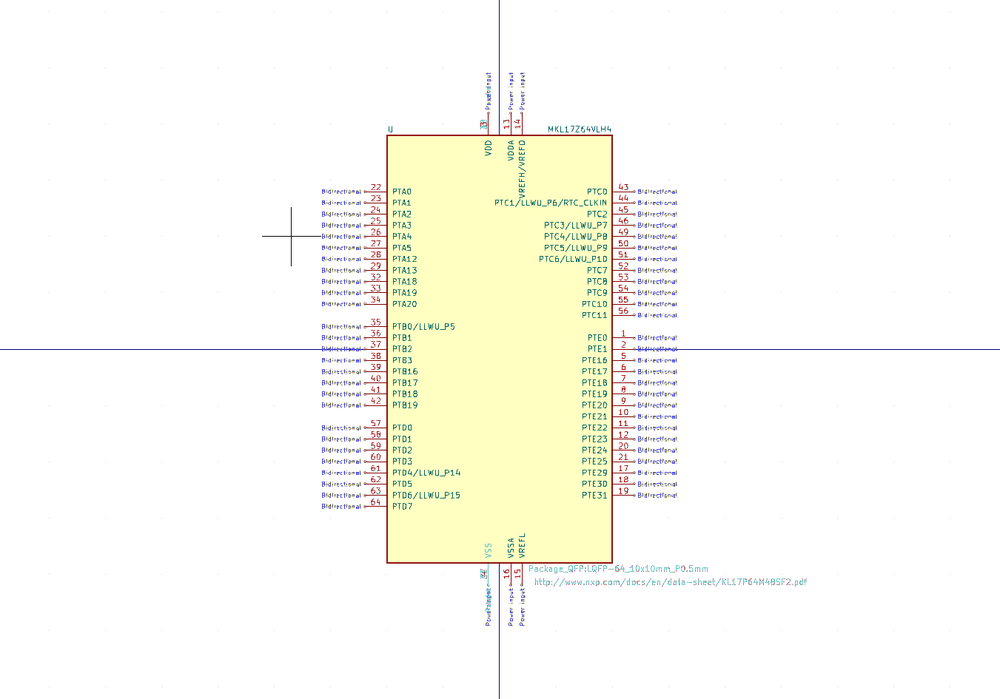 Power input Power input
13 14
U MKL17Z64VLH4
VDD VDDA VREFH/VREFO
Bidirectional 22 PTA0 PTC0 43 Bidirectional
Bidirectional 23 PTA1 PTC1/LLWU_P6/RTC_CLKIN 44 Bidirectional
Bidirectional 24 PTA2 PTC2 45 Bidirectional
Bidirectional 25 PTA3 PTC3/LLWU_P7 46 Bidirectional
Bidirectional 26 PTA4 PTC4/LLWU_P8 49 Bidirectional
Bidirectional 27 PTA5 PTC5/LLWU_P9 50 Bidirectional
Bidirectional 28 PTA12 PTC6/LLWU_P10 51 Bidirectional
Bidirectional 29 PTA13 PTC7 52 Bidirectional
Bidirectional 32 PTA18 PTC8 53 Bidirectional
Bidirectional 33 PTA19 PTC9 54 Bidirectional
Bidirectional 34 PTA20 PTC10 55 Bidirectional
PTC11 56 Bidirectional
Bidirectional 35 PTB0/LLWU_P5
Bidirectional 36 PTB1 PTE0 1 Bidirectional
Bidirectional 37 PTB2 PTE1 2 Bidirectional
Bidirectional 38 PTB3 PTE16 5 Bidirectional
Bidirectional 39 PTB16 PTE17 6 Bidirectional
Bidirectional 40 PTB17 PTE18 7 Bidirectional
Bidirectional 41 PTB18 PTE19 8 Bidirectional
Bidirectional 42 PTB19 PTE20 9 Bidirectional
PTE21 10 Bidirectional
Bidirectional 57 PTD0 PTE22 11 Bidirectional
Bidirectional 58 PTD1 PTE23 12 Bidirectional
Bidirectional 59 PTD2 PTE24 20 Bidirectional
Bidirectional 60 PTD3 PTE25 21 Bidirectional
Bidirectional 61 PTD4/LLWU_P14 PTE29 17 Bidirectional
Bidirectional 62 PTD5 PTE30 18 Bidirectional
Bidirectional 63 PTD6/LLWU_P15 PTE31 19 Bidirectional
Bidirectional 64 PTD7
VSS VSSA VREFL
16 15
Package_QFP:LQFP-64_10x10mm_P0.5mm
http://www.nxp.com/docs/en/data-sheet/KL17P64M48SF2.pdf
Power input Power input